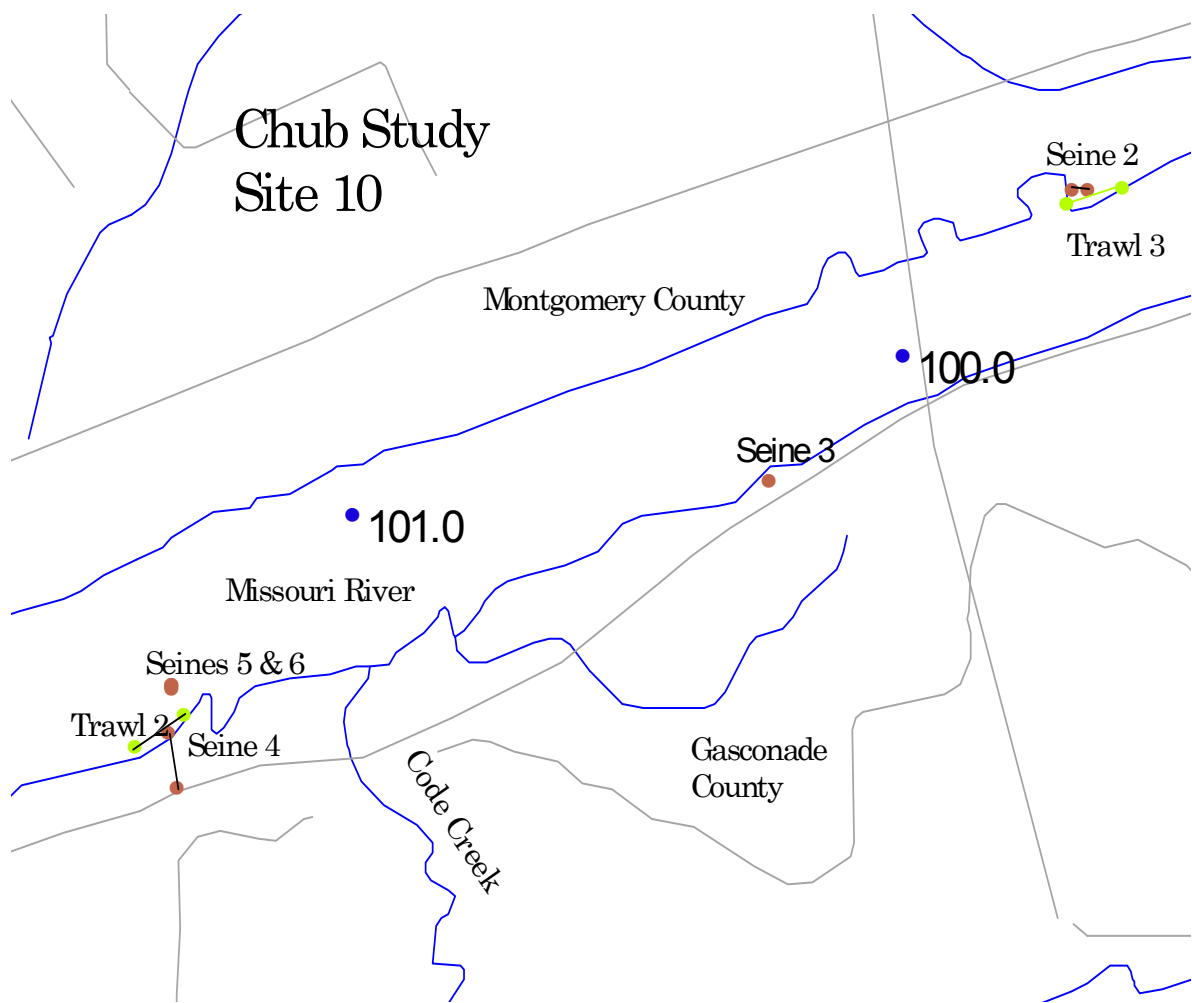 Chub Study
Site 10
Seine 2
Trawl 3
Montgomery County
100.0
Seine 3
101.0
Missouri River
Seines 5 & 6
Trawl 2
Seine 4
Gasconade
County
Code Creek